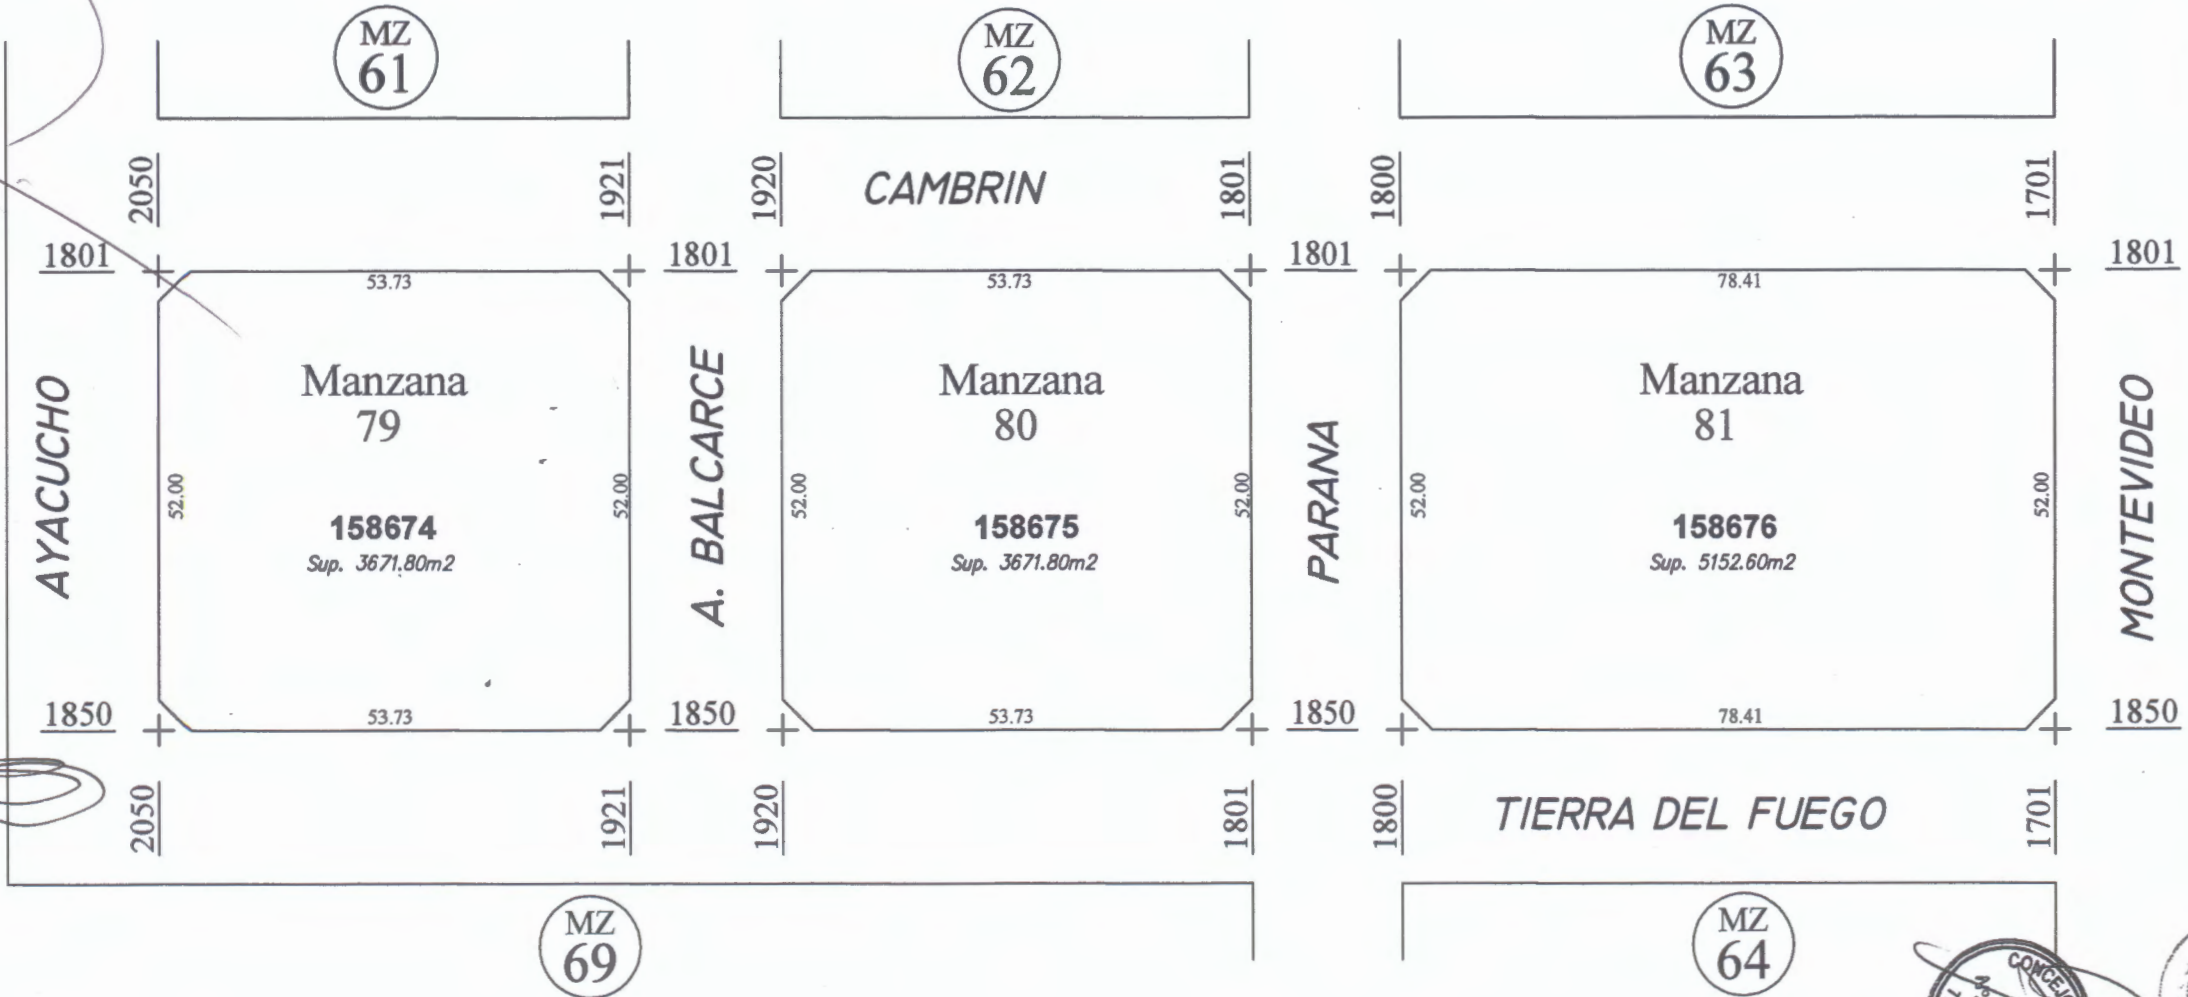 MZ
61
MZ
62
MZ
63
2050
1921
1920
CAMBRIN
1801
1800
1701
1801
1801
1801
1801
53.73
53.73
78.41
AYACUCHO
A. BALCARCE
PARANA
MONTEVIDEO
Manzana
79
Manzana
80
Manzana
81
52.00
52.00
52.00
52.00
52.00
52.00
158674
Sup. 3671.80m2
158675
Sup. 3671.80m2
158676
Sup. 5152.60m2
53.73
53.73
78.41
1850
1850
1850
1850
2050
1921
1920
1801
1800
TIERRA DEL FUEGO
1701
MZ
69
MZ
64